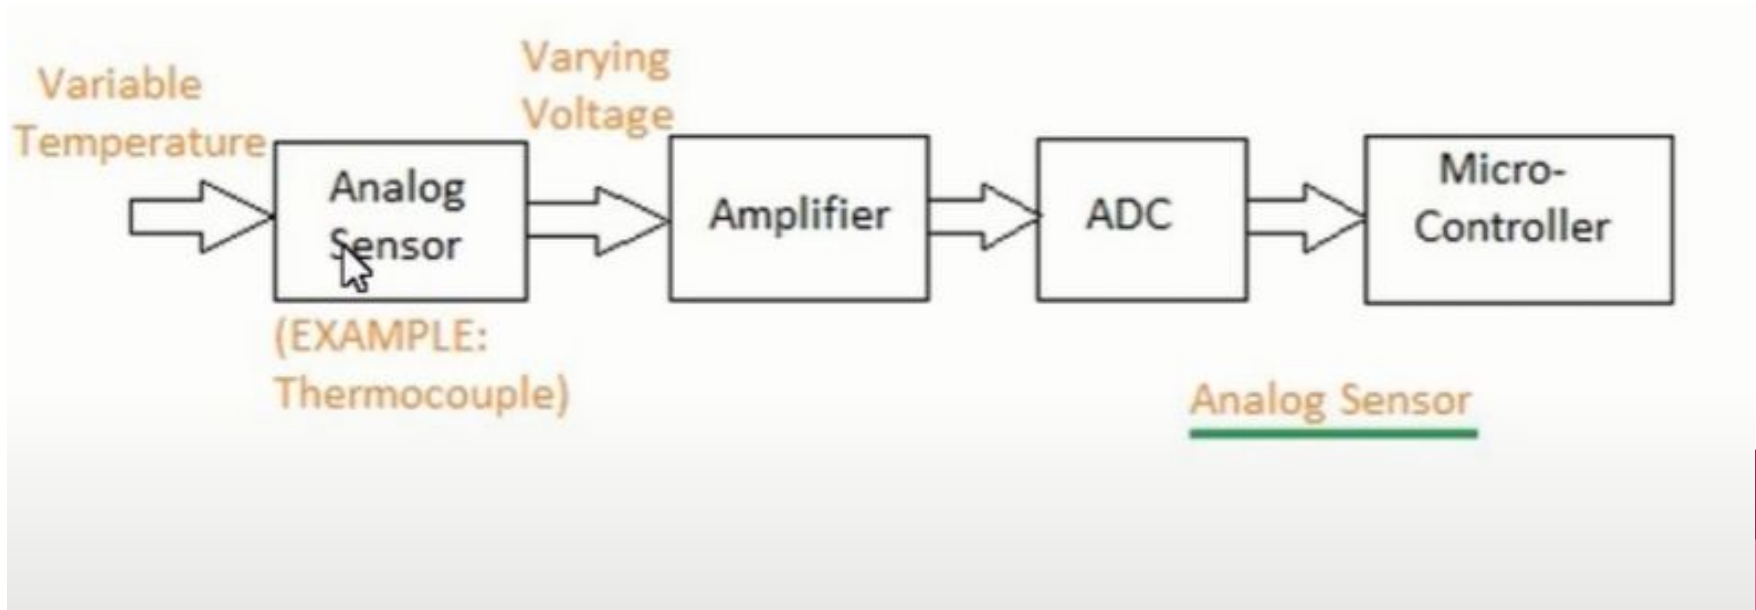 Variable
Temperature
Varying
Voltage
Analog
Sensor
Amplifier
ADC
Micro-
Controller
(EXAMPLE:
Thermocouple)
Analog Sensor